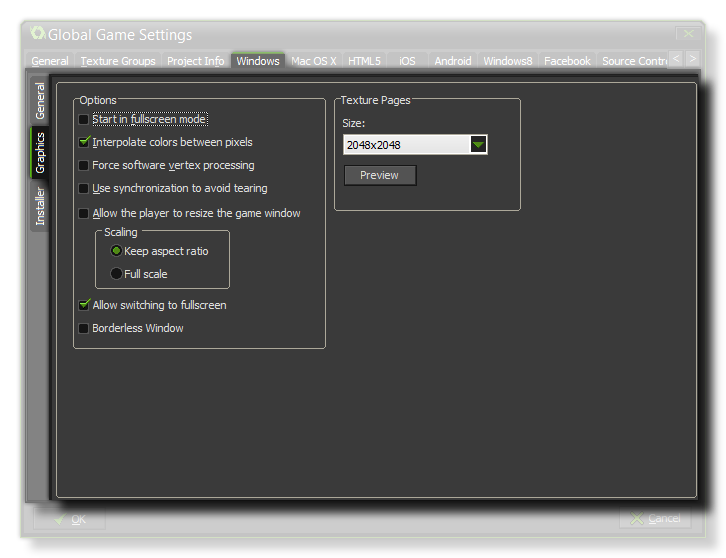 Global Game Settings
General Texture Groups Project Info Windows Mac OS X HTML5 iOS Android Windows8 Facebook Source Contro
General
Graphics
Installer
Options
Start in fullscreen mode
Interpolate colors between pixels
Force software vertex processing
Use synchronization to avoid tearing
Allow the player to resize the game window
Scaling
Keep aspect ratio
Full scale
Allow switching to fullscreen
Borderless Window
Texture Pages
Size:
2048x2048
Preview
OK
Cancel